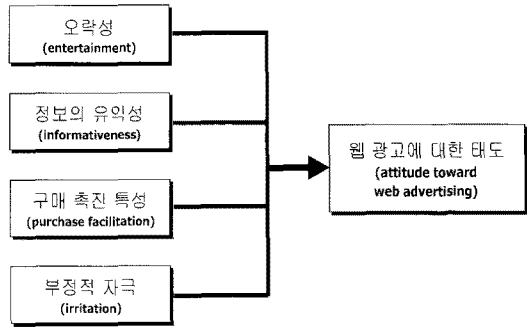 오락성
(entertainment)
정보의 유익성
(informativeness)
구매 촉진 특성
(purchase facilitation)
부정적 자극
(irritation)
웹 광고에 대한 태도
(attitude toward
web advertising)